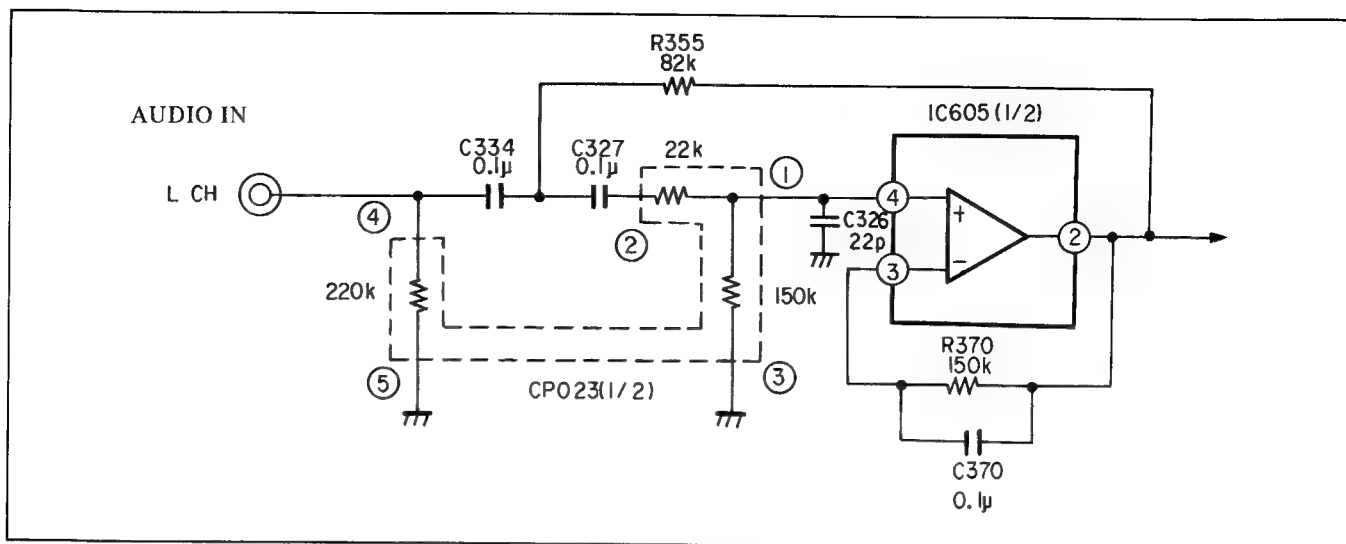 R355
82k
IC605(1/2)
AUDIO IN
C334
0.1μ
C327
0.1μ
22k
①
L CH
④
④
+
C326
22p
②
②
③
−
220k
150k
R370
150k
⑤
③
CP023(1/2)
C370
0.1μ